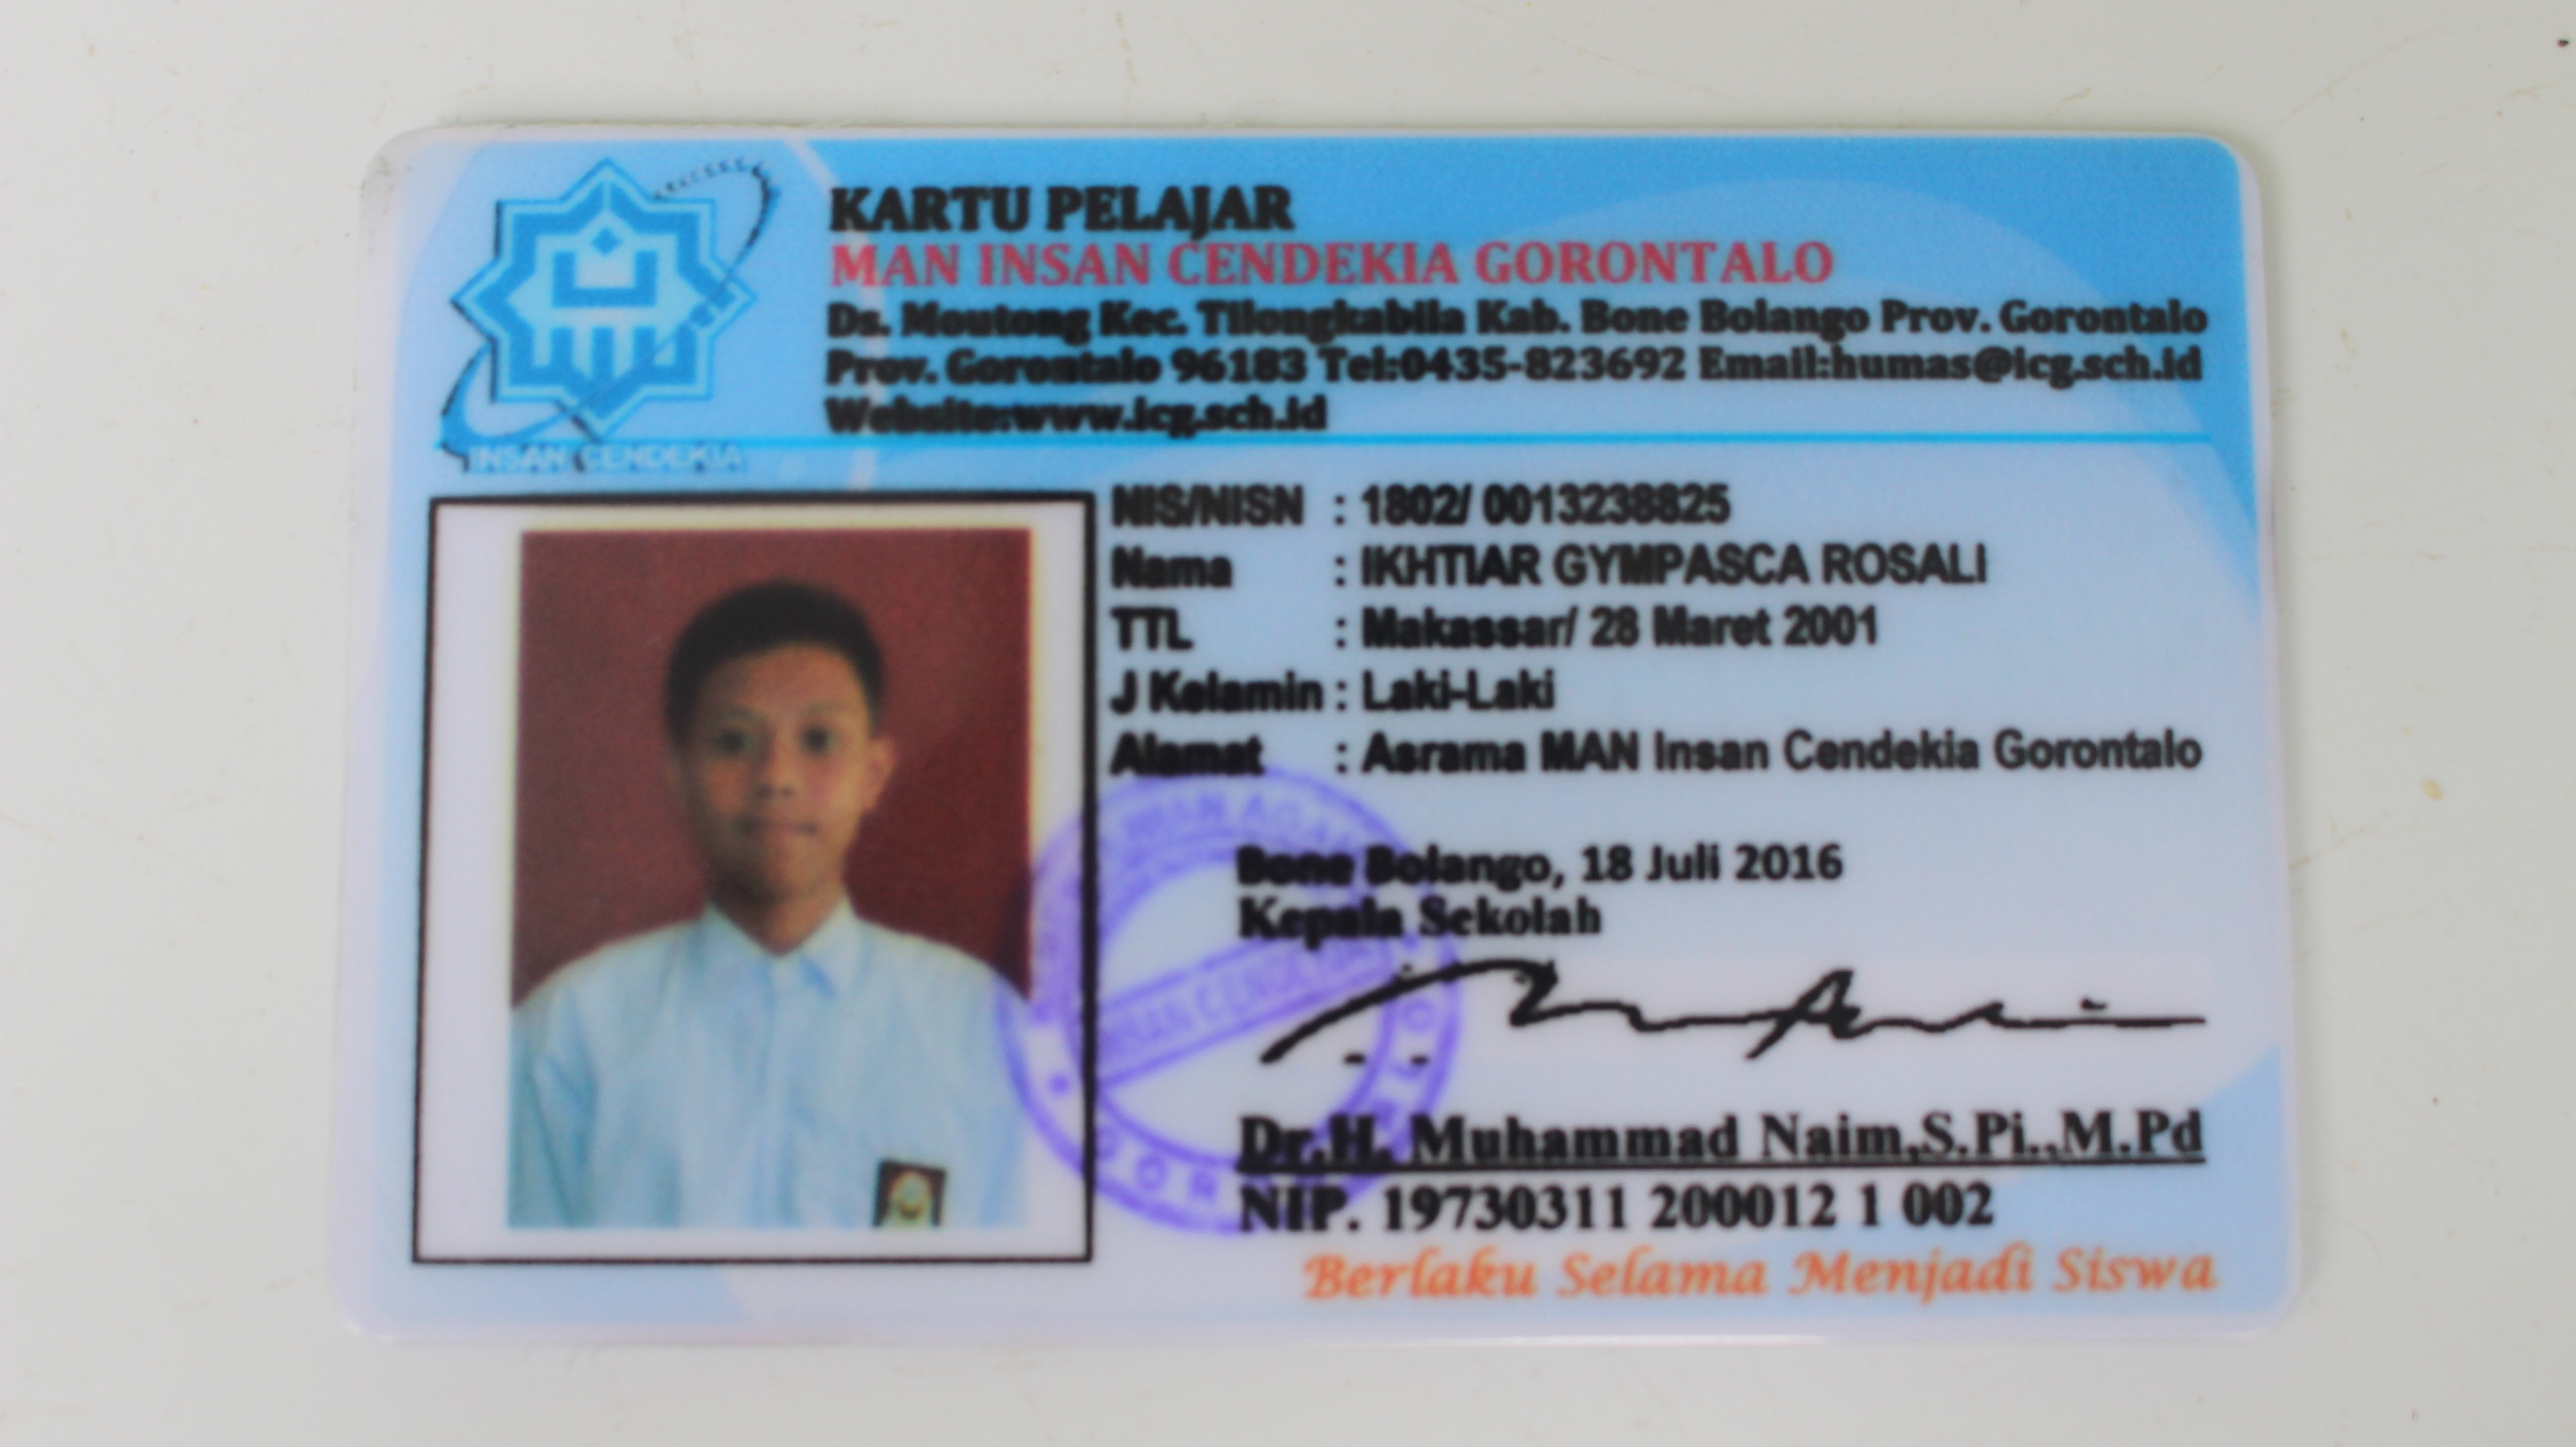 KARTU PELAJAR
MAN INSAN CENDEKIA GORONTALO
Ds. Moutong Kec. Tilongkabila Kab. Bone Bolango Prov. Gorontalo
Prov. Gorontalo 96183 Tel:0435-823692 Email:humas@icg.sch.id
Website:www.icg.sch.id
INSAN CENDEKIA
NIS/NISN : 1802/ 0013238825
Nama : IKHTIAR GYMPASCA ROSALI
TTL : Makassar/ 28 Maret 2001
J Kelamin : Laki-Laki
Alamat : Asrama MAN Insan Cendekia Gorontalo
Bone Bolango, 18 Juli 2016
Kepala Sekolah
INSAN CENDEKIA
Dr.H. Muhammad Naim,S.Pi.,M.Pd
NIP. 19730311 200012 1 002
Berlaku Selama Menjadi Siswa